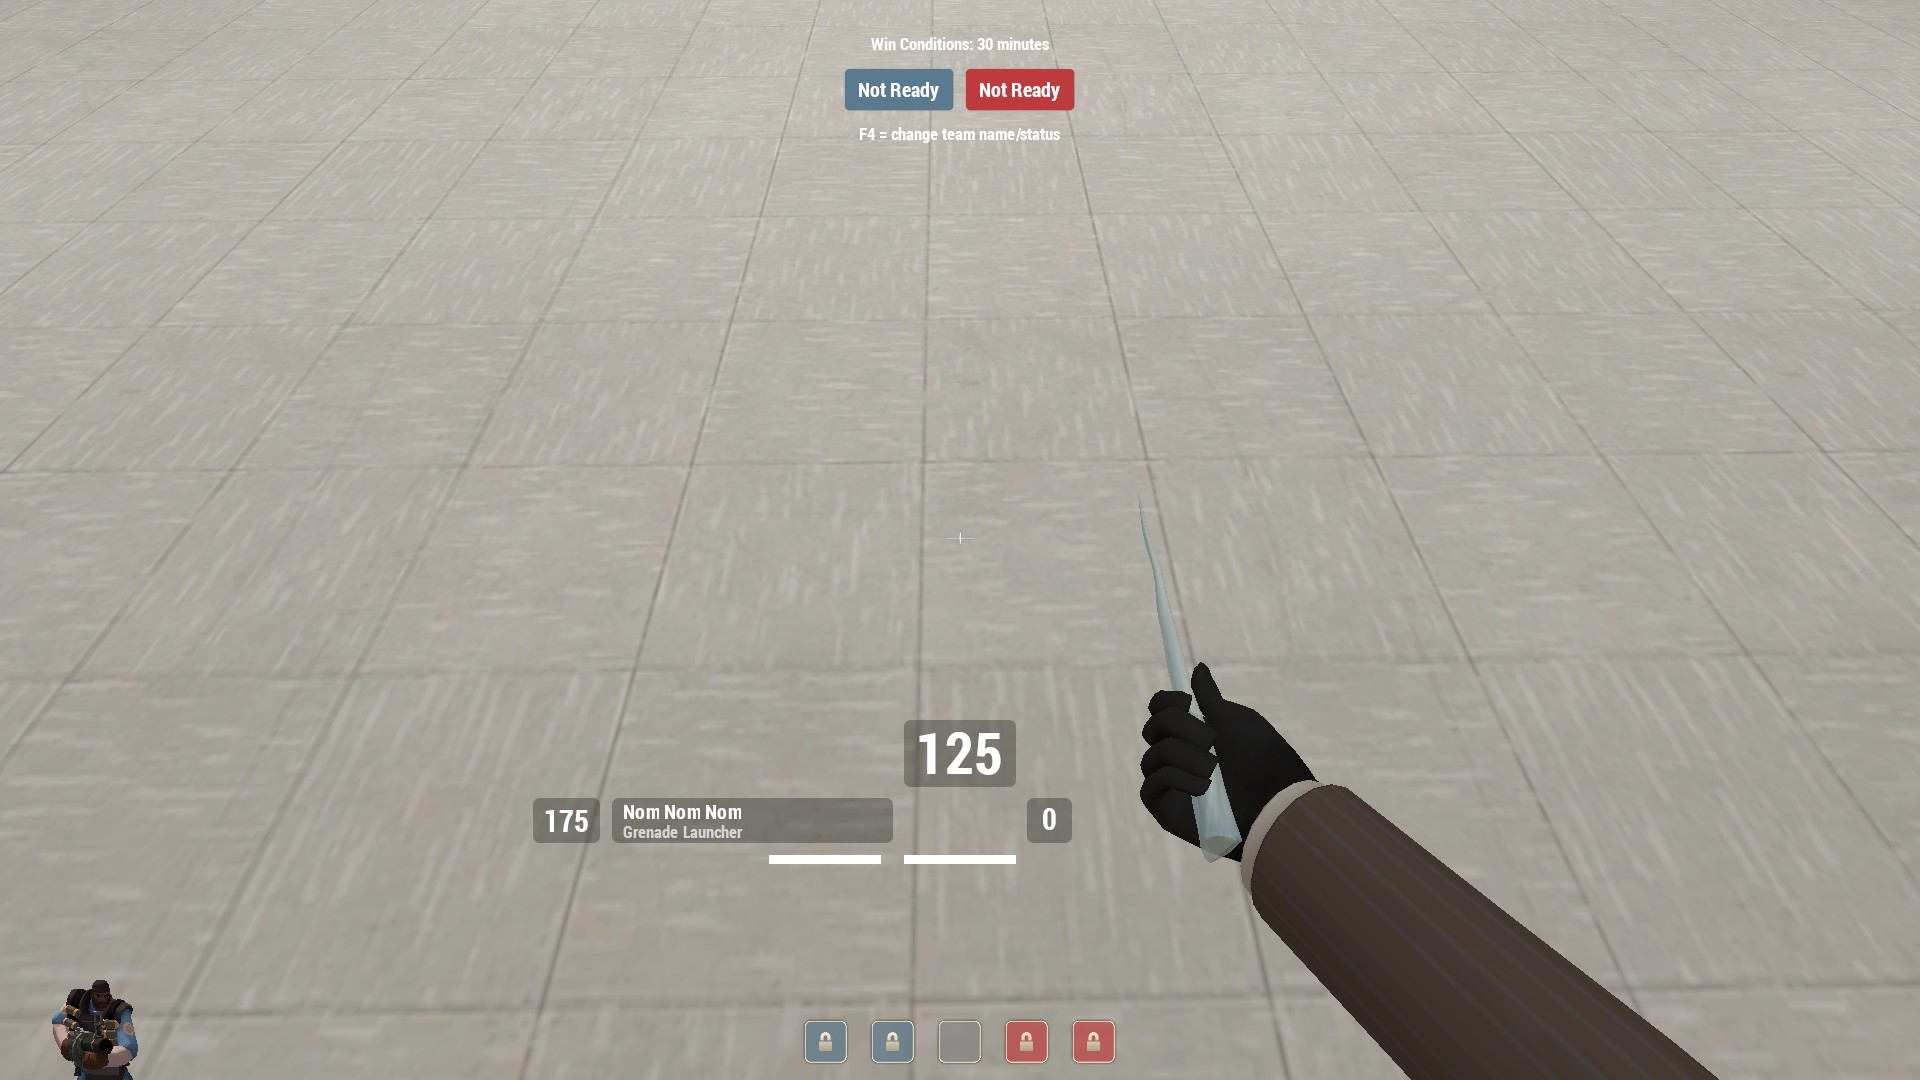 Win Conditions: 30 minutes
Not Ready
Not Ready
F4 = change team name/status
125
175
Nom Nom Nom
Grenade Launcher
0